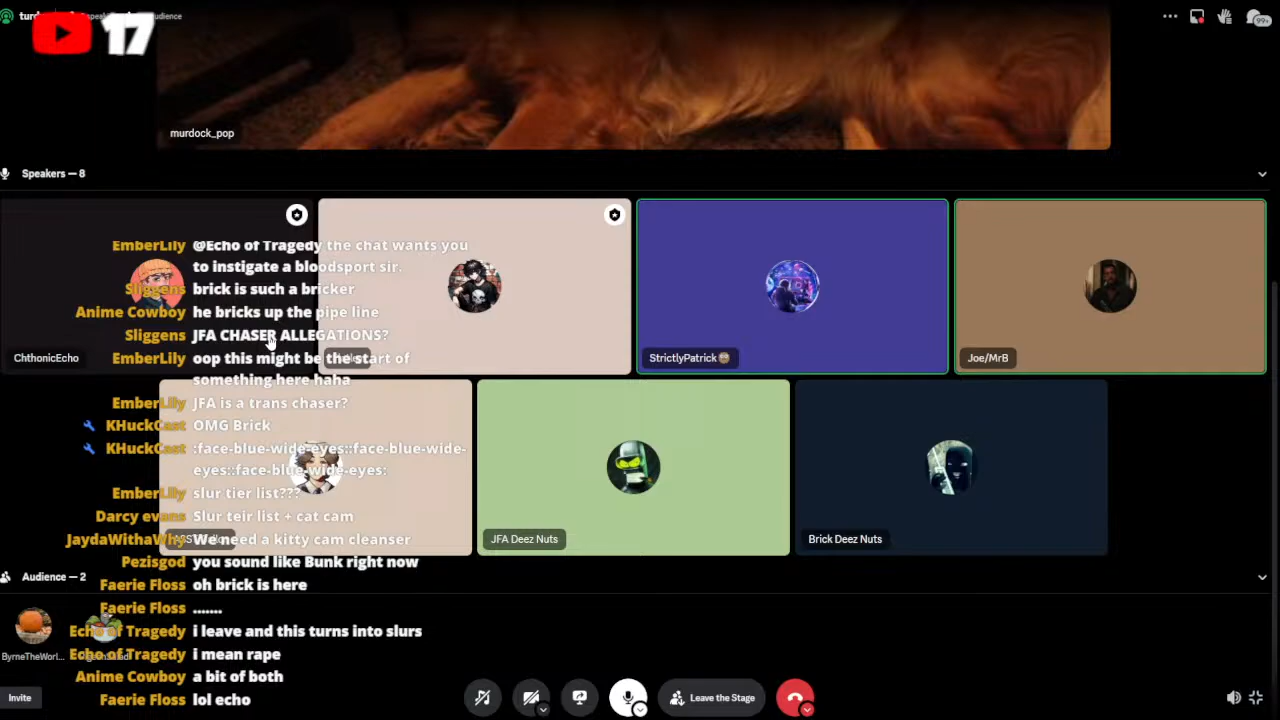 17
murdock_pop
Speakers — 8
EmberLily @Echo of Tragedy the chat wants you
to instigate a bloodsport sir.
Sliggens brick is such a bricker
Anime Cowboy he bricks up the pipe line
Sliggens JFA CHASER ALLEGATIONS?
ChthonicEcho
EmberLily oop this might be the start of
something here haha
StrictlyPatrick
Joe/MrB
EmberLily JFA is a trans chaser?
KHuckCast OMG Brick
KHuckCast :face-blue-wide-eyes::face-blue-wide-
eyes::face-blue-wide-eyes:
EmberLily slur tier list???
Darcy evans Slur teir list + cat cam
JaydaWithaWhy We need a kitty cam cleanser
JFA Deez Nuts
Brick Deez Nuts
Pezisgod you sound like Bunk right now
Audience — 2
Faerie Floss oh brick is here
Faerie Floss .......
Echo of Tragedy i leave and this turns into slurs
ByrneTheWorl...
Echo of Tragedy i mean rape
Anime Cowboy a bit of both
Faerie Floss lol echo
Invite
Leave the Stage
99+